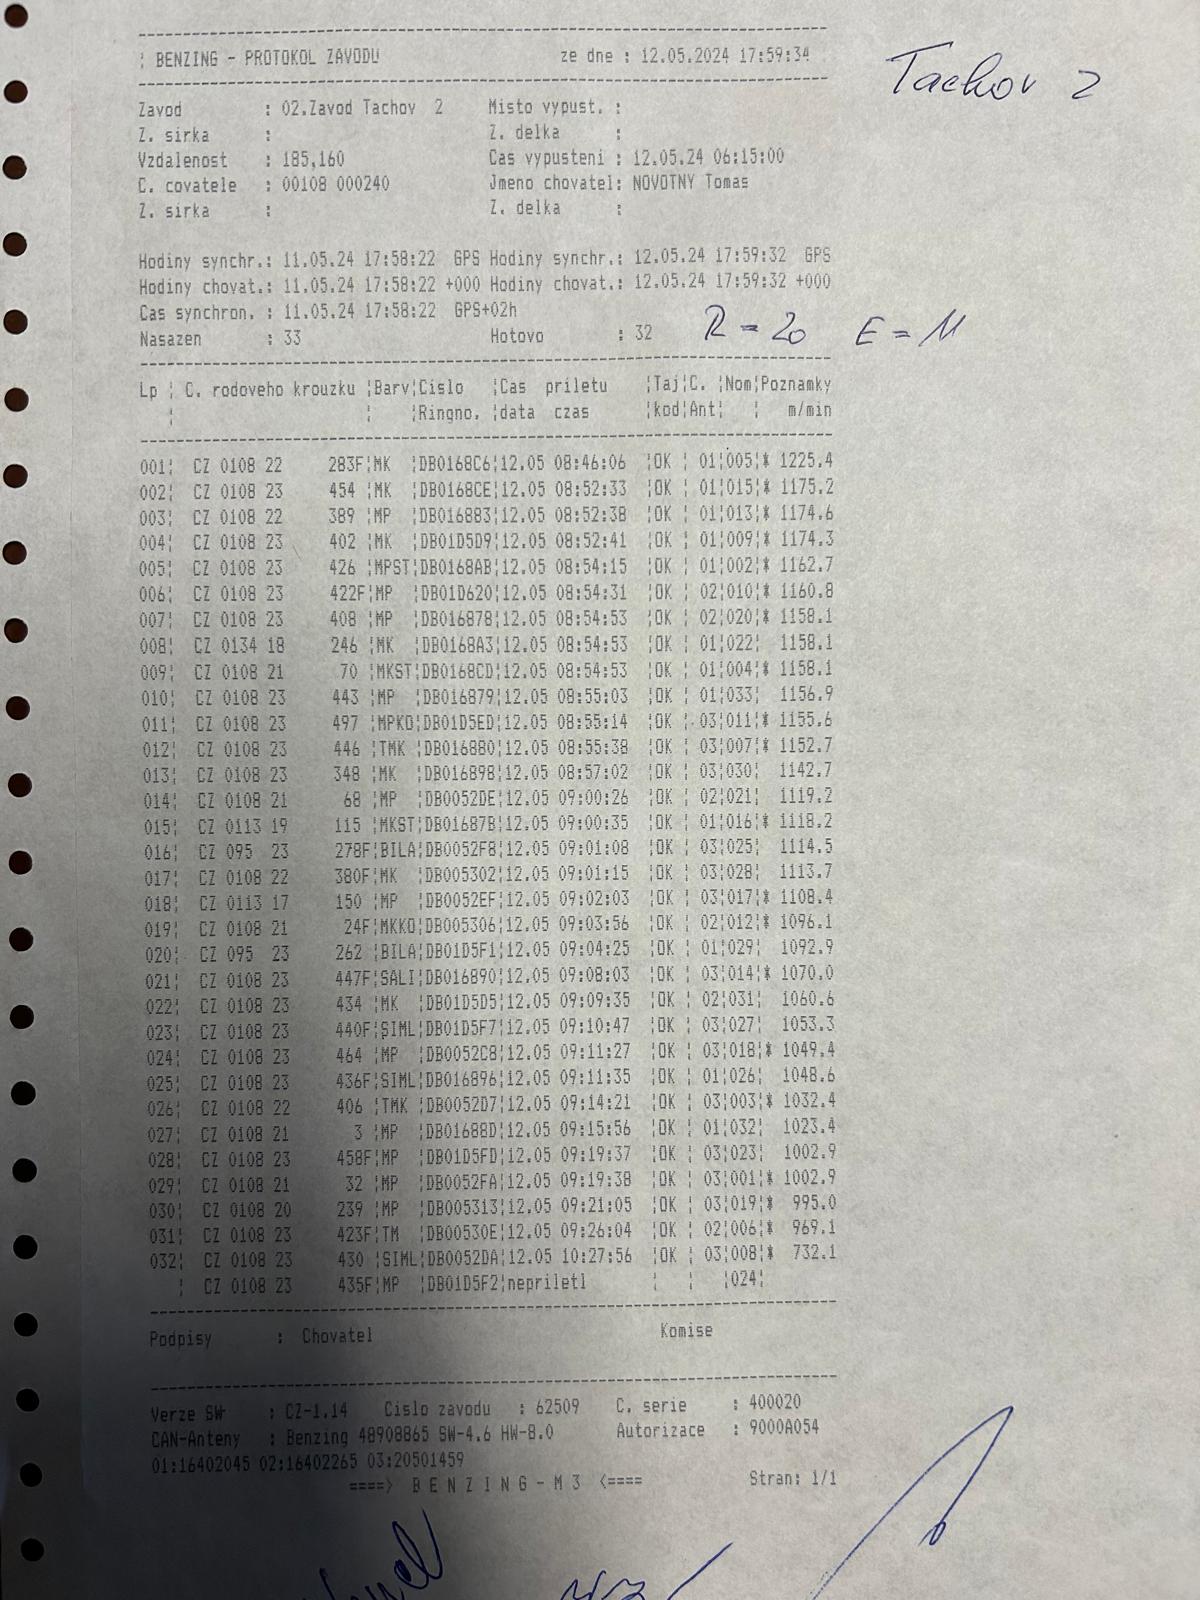 BENZING - PROTOKOL ZAVODU ze dne : 12.05.2024 17:59:34
Tachov 2
Zavod : 02.Zavod Tachov 2 Misto vypust. :
Z. sirka : Z. delka :
Vzdalenost : 185,160 Cas vypusteni : 12.05.24 06:15:00
C. covatele : 00108 000240 Jmeno chovatel: NOVOTNY Tomas
Z. sirka : Z. delka :
Hodiny synchr.: 11.05.24 17:58:22 GPS Hodiny synchr.: 12.05.24 17:59:32 GPS
Hodiny chovat.: 11.05.24 17:58:22 +000 Hodiny chovat.: 12.05.24 17:59:32 +000
Cas synchron. : 11.05.24 17:58:22 GPS+02h
Nasazen : 33 Hotovo : 32 R = 20 E = 11
Lp ¦ C. rodoveho krouzku ¦Barv¦Cislo ¦Cas priletu ¦Taj¦C. ¦Nom¦Poznamky
¦ ¦ ¦Ringno. ¦data czas ¦kod¦Ant¦ ¦ m/min
001¦ CZ 0108 22 283F¦MK ¦DB0168C6¦12.05 08:46:06 ¦OK ¦ 01¦005¦* 1225.4
002¦ CZ 0108 23 454 ¦MK ¦DB0168CE¦12.05 08:52:33 ¦OK ¦ 01¦015¦* 1175.2
003¦ CZ 0108 22 389 ¦MP ¦DB016883¦12.05 08:52:38 ¦OK ¦ 01¦013¦* 1174.6
004¦ CZ 0108 23 402 ¦MK ¦DB01D5D9¦12.05 08:52:41 ¦OK ¦ 01¦009¦* 1174.3
005¦ CZ 0108 23 426 ¦MPST¦DB0168AB¦12.05 08:54:15 ¦OK ¦ 01¦002¦* 1162.7
006¦ CZ 0108 23 422F¦MP ¦DB01D620¦12.05 08:54:31 ¦OK ¦ 02¦010¦* 1160.8
007¦ CZ 0108 23 408 ¦MP ¦DB016878¦12.05 08:54:53 ¦OK ¦ 02¦020¦* 1158.1
008¦ CZ 0134 18 246 ¦MK ¦DB0168A3¦12.05 08:54:53 ¦OK ¦ 01¦022¦ 1158.1
009¦ CZ 0108 21 70 ¦MKST¦DB0168CD¦12.05 08:54:53 ¦OK ¦ 01¦004¦* 1158.1
010¦ CZ 0108 23 443 ¦MP ¦DB016879¦12.05 08:55:03 ¦OK ¦ 01¦033¦ 1156.9
011¦ CZ 0108 23 497 ¦MPKO¦DB01D5ED¦12.05 08:55:14 ¦OK ¦ 03¦011¦* 1155.6
012¦ CZ 0108 23 446 ¦TMK ¦DB016880¦12.05 08:55:38 ¦OK ¦ 03¦007¦* 1152.7
013¦ CZ 0108 23 348 ¦MK ¦DB016898¦12.05 08:57:02 ¦OK ¦ 03¦030¦ 1142.7
014¦ CZ 0108 21 68 ¦MP ¦DB0052DE¦12.05 09:00:26 ¦OK ¦ 02¦021¦ 1119.2
015¦ CZ 0113 19 115 ¦MKST¦DB01687B¦12.05 09:00:35 ¦OK ¦ 01¦016¦* 1118.2
016¦ CZ 095 23 278F¦BILA¦DB0052F8¦12.05 09:01:08 ¦OK ¦ 03¦025¦ 1114.5
017¦ CZ 0108 22 380F¦MK ¦DB005302¦12.05 09:01:15 ¦OK ¦ 03¦028¦ 1113.7
018¦ CZ 0113 17 150 ¦MP ¦DB0052EF¦12.05 09:02:03 ¦OK ¦ 03¦017¦* 1108.4
019¦ CZ 0108 21 24F¦MKKO¦DB005306¦12.05 09:03:56 ¦OK ¦ 02¦012¦* 1096.1
020¦ CZ 095 23 262 ¦BILA¦DB01D5F1¦12.05 09:04:25 ¦OK ¦ 01¦029¦ 1092.9
021¦ CZ 0108 23 447F¦SALI¦DB016890¦12.05 09:08:03 ¦OK ¦ 03¦014¦* 1070.0
022¦ CZ 0108 23 434 ¦MK ¦DB01D5D5¦12.05 09:09:35 ¦OK ¦ 02¦031¦ 1060.6
023¦ CZ 0108 23 440F¦SIML¦DB01D5F7¦12.05 09:10:47 ¦OK ¦ 03¦027¦ 1053.3
024¦ CZ 0108 23 464 ¦MP ¦DB0052C8¦12.05 09:11:27 ¦OK ¦ 03¦018¦* 1049.4
025¦ CZ 0108 23 436F¦SIML¦DB016896¦12.05 09:11:35 ¦OK ¦ 01¦026¦ 1048.6
026¦ CZ 0108 22 406 ¦TMK ¦DB0052D7¦12.05 09:14:21 ¦OK ¦ 03¦003¦* 1032.4
027¦ CZ 0108 21 3 ¦MP ¦DB01688D¦12.05 09:15:56 ¦OK ¦ 01¦032¦ 1023.4
028¦ CZ 0108 23 458F¦MP ¦DB01D5FD¦12.05 09:19:37 ¦OK ¦ 03¦023¦ 1002.9
029¦ CZ 0108 21 32 ¦MP ¦DB0052FA¦12.05 09:19:38 ¦OK ¦ 03¦001¦* 1002.9
030¦ CZ 0108 20 239 ¦MP ¦DB005313¦12.05 09:21:05 ¦OK ¦ 03¦019¦* 995.0
031¦ CZ 0108 23 423F¦TM ¦DB00530E¦12.05 09:26:04 ¦OK ¦ 02¦006¦* 969.1
032¦ CZ 0108 23 430 ¦SIML¦DB0052DA¦12.05 10:27:56 ¦OK ¦ 03¦008¦* 732.1
¦ CZ 0108 23 435F¦MP ¦DB01D5F2¦nepriletl ¦ ¦ ¦024¦
Podpisy : Chovatel Komise
Verze SW : CZ-1.14 Cislo zavodu : 62509 C. serie : 400020
CAN-Anteny : Benzing 48908865 SW-4.6 HW-8.0 Autorizace : 9000A054
01:16402045 02:16402265 03:20501459
====> B E N Z I N G - M 3 <==== Stran: 1/1